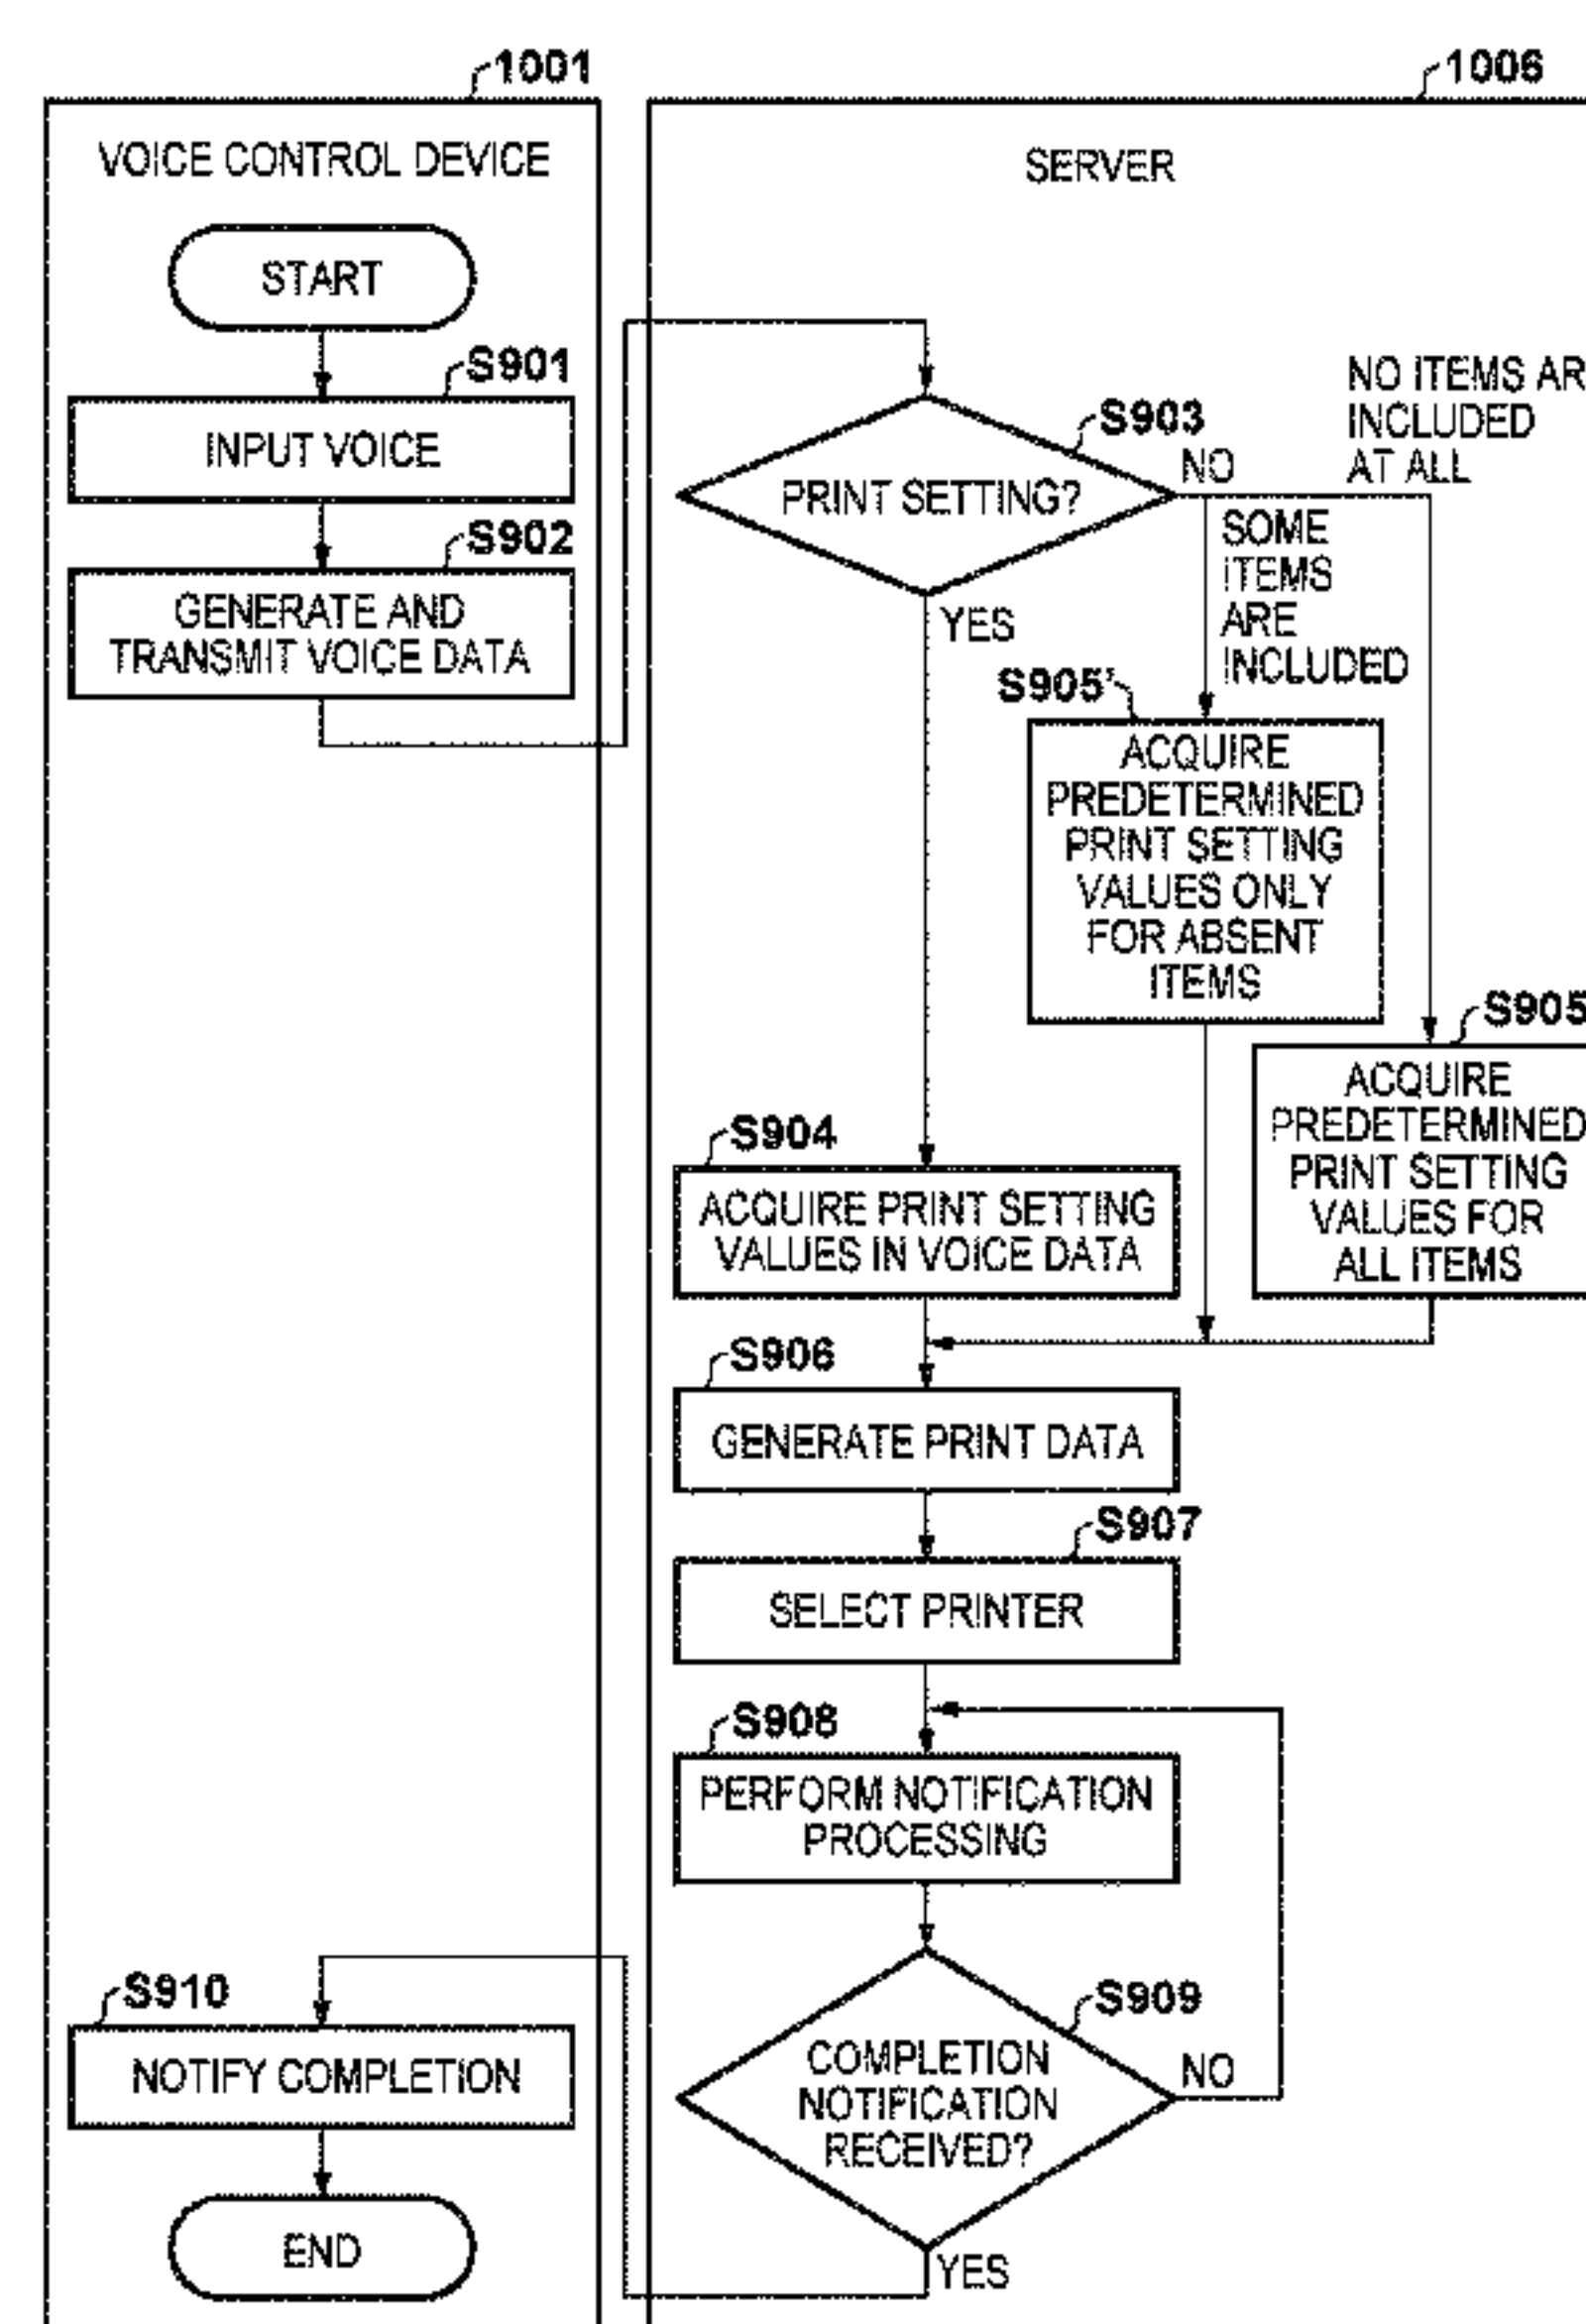 1001
VOICE CONTROL DEVICE
START
S901
INPUT VOICE
S902
GENERATE AND
TRANSMIT VOICE DATA
1006
SERVER
S903
PRINT SETTING?
NO
NO ITEMS AR
INCLUDED
AT ALL
SOME
ITEMS
ARE
INCLUDED
YES
S905'
ACQUIRE
PREDETERMINED
PRINT SETTING
VALUES ONLY
FOR ABSENT
ITEMS
S905
ACQUIRE
PREDETERMINED
PRINT SETTING
VALUES FOR
ALL ITEMS
S904
ACQUIRE PRINT SETTING
VALUES IN VOICE DATA
S906
GENERATE PRINT DATA
S907
SELECT PRINTER
S908
PERFORM NOTIFICATION
PROCESSING
S909
COMPLETION
NOTIFICATION
RECEIVED?
NO
YES
S910
NOTIFY COMPLETION
END